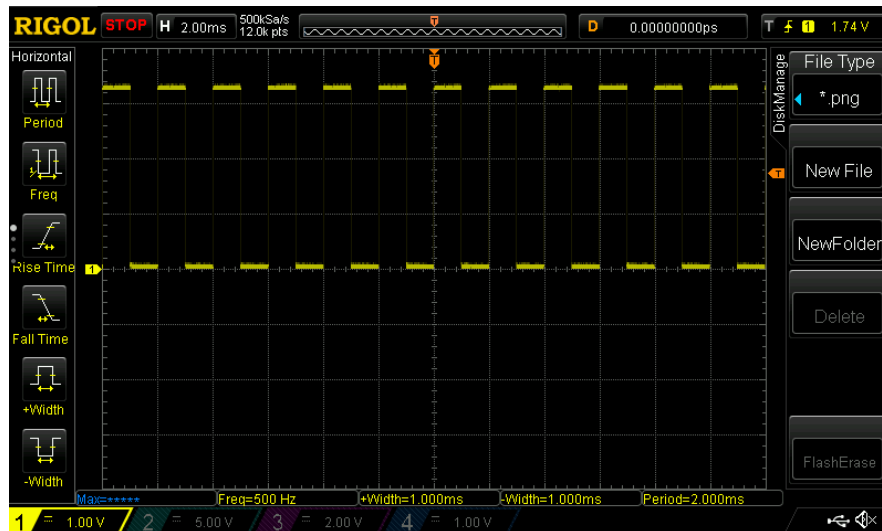 RIGOL STOP H 2.00ms 500kSa/s 12.0k pts D 0.00000000ps T 1 1.74 V
Horizontal
Period
Freq
Rise Time
Fall Time
+Width
-Width
T
T
1
DiskManage
File Type
*.png
New File
NewFolder
Delete
FlashErase
Max=***** Freq=500 Hz +Width=1.000ms -Width=1.000ms Period=2.000ms
1 = 1.00 V 2 = 5.00 V 3 = 2.00 V 4 = 1.00 V